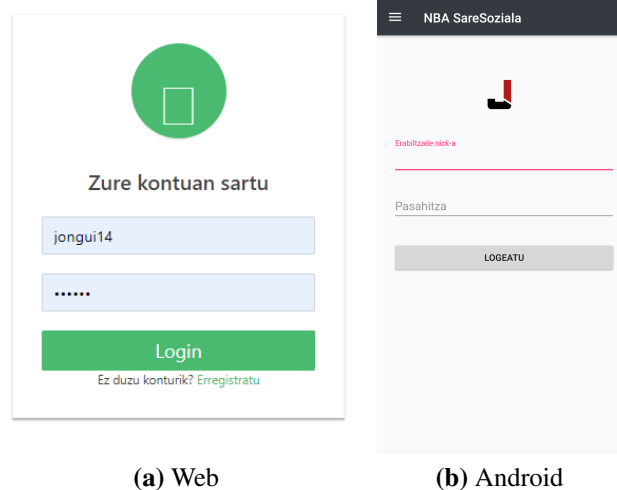 Zure kontuan sartu
jongui14
••••••
Login
Ez duzu konturik? Erregistratu
(a) Web
NBA SareSoziala
Erabiltzaile nick-a
Pasahitza
LOGEATU
(b) Android